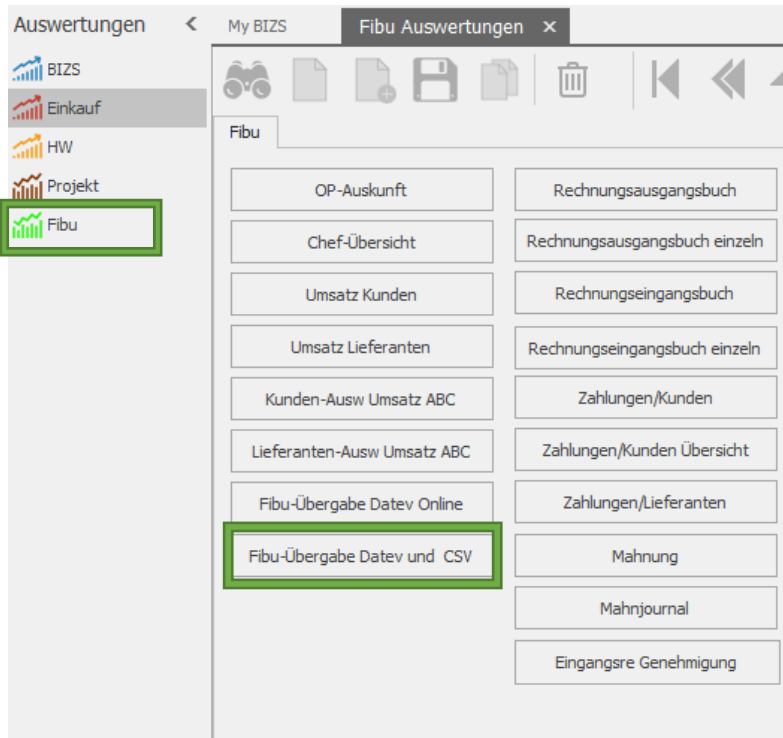 Auswertungen <
My BIZS
Fibu Auswertungen ×
BIZS
Einkauf
HW
Projekt
Fibu
Fibu
OP-Auskunft
Rechnungsausgangsbuch
Chef-Übersicht
Rechnungsausgangsbuch einzeln
Umsatz Kunden
Rechnungseingangsbuch
Umsatz Lieferanten
Rechnungseingangsbuch einzeln
Kunden-Ausw Umsatz ABC
Zahlungen/Kunden
Lieferanten-Ausw Umsatz ABC
Zahlungen/Kunden Übersicht
Fibu-Übergabe Datev Online
Zahlungen/Lieferanten
Fibu-Übergabe Datev und CSV
Mahnung
Mahnjournal
Eingangsre Genehmigung